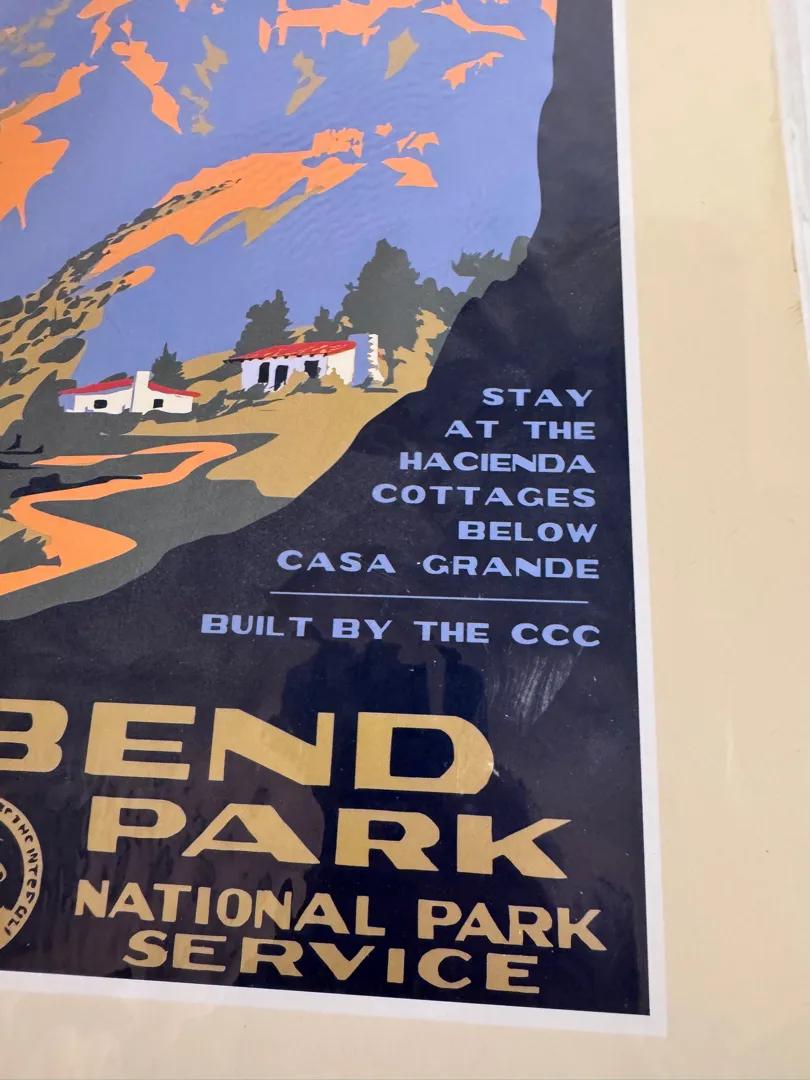 STAY
AT THE
HACIENDA
COTTAGES
BELOW
CASA GRANDE
BUILT BY THE CCC
BEND
PARK
NATIONAL PARK
SERVICE